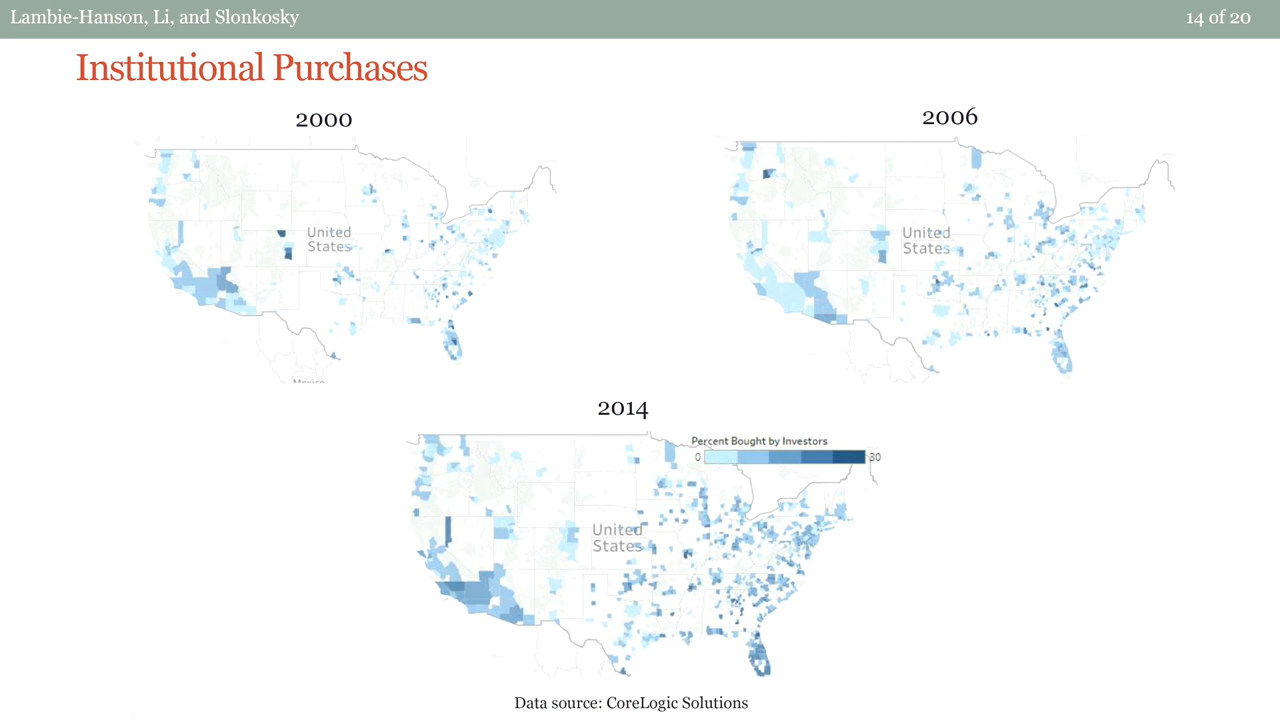 Lambie-Hanson, Li, and Slonkosky
14 of 20
Institutional Purchases
2000
2006
United
States
United
States
Mexico
2014
Percent Bought by Investors
0
30
United
States
Data source: CoreLogic Solutions